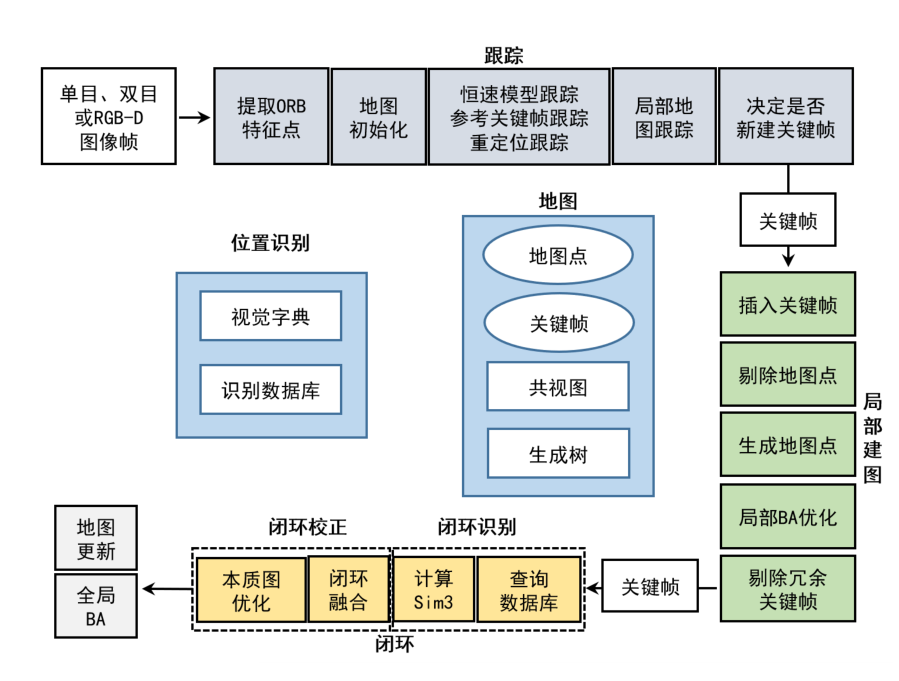 跟踪
单目、双目
或RGB-D
图像帧
提取ORB
特征点
地图
初始化
恒速模型跟踪
参考关键帧跟踪
重定位跟踪
局部地
图跟踪
决定是否
新建关键帧
关键帧
位置识别
视觉字典
识别数据库
地图
地图点
关键帧
共视图
生成树
插入关键帧
剔除地图点
生成地图点
局部BA优化
剔除冗余
关键帧
局
部
建
图
关键帧
闭环识别
查询
数据库
计算
Sim3
闭环校正
闭环
融合
本质图
优化
闭环
地图
更新
全局
BA